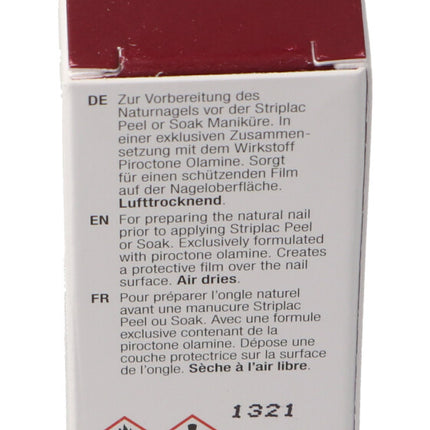 DE Zur Vorbereitung des
Naturnagels vor der Striplac
Peel or Soak Maniküre. In
einer exklusiven Zusammen-
setzung mit dem Wirkstoff
Piroctone Olamine. Sorgt
für einen schützenden Film
auf der Nageloberfläche.
Lufttrocknend.
EN For preparing the natural nail
prior to applying Striplac Peel
or Soak. Exclusively formulated
with piroctone olamine. Creates
a protective film over the nail
surface. Air dries.
FR Pour préparer l'ongle naturel
avant une manucure Striplac
Peel ou Soak. Avec une formule
exclusive contenant de la
piroctone olamine. Dépose une
couche protectrice sur la surface
de l'ongle. Sèche à l'air libre.
1321